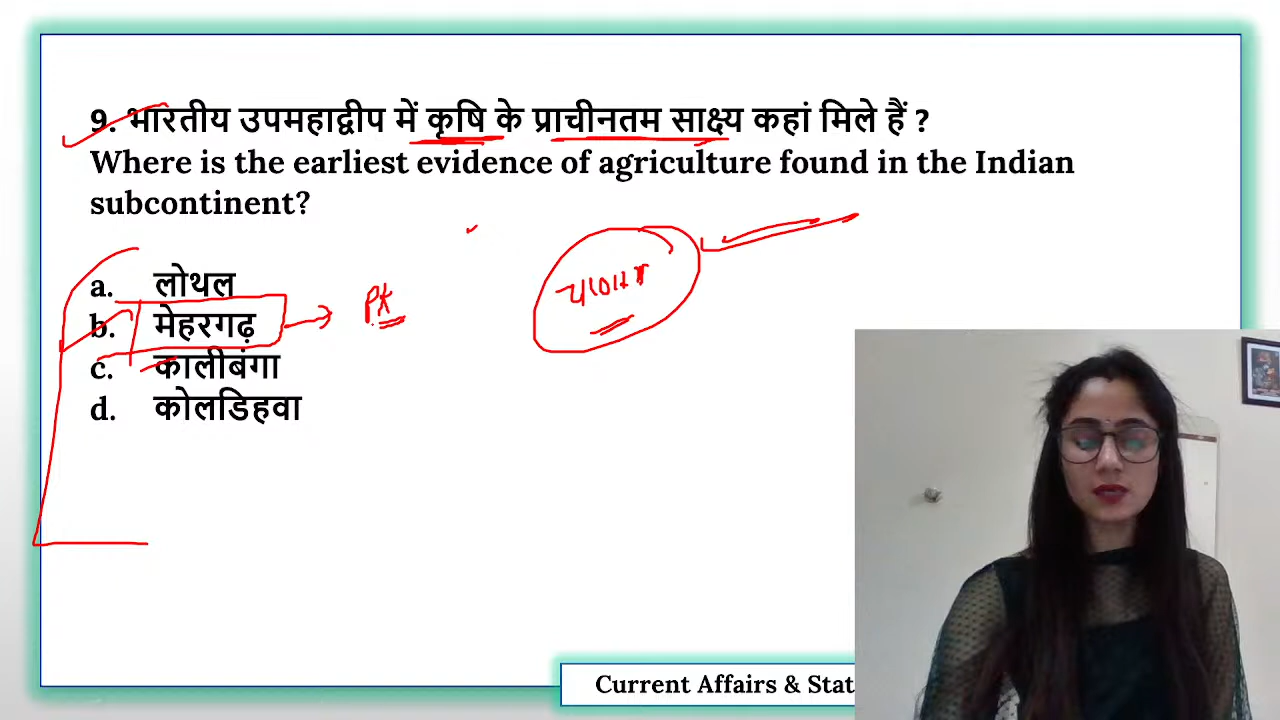 9. भारतीय उपमहाद्वीप में कृषि के प्राचीनतम साक्ष्य कहां मिले हैं ?
Where is the earliest evidence of agriculture found in the Indian
subcontinent?
a. लोथल
b. मेहरगढ़
c. कालीबंगा
d. कोलडिहवा
PK
Current Affairs & Stat